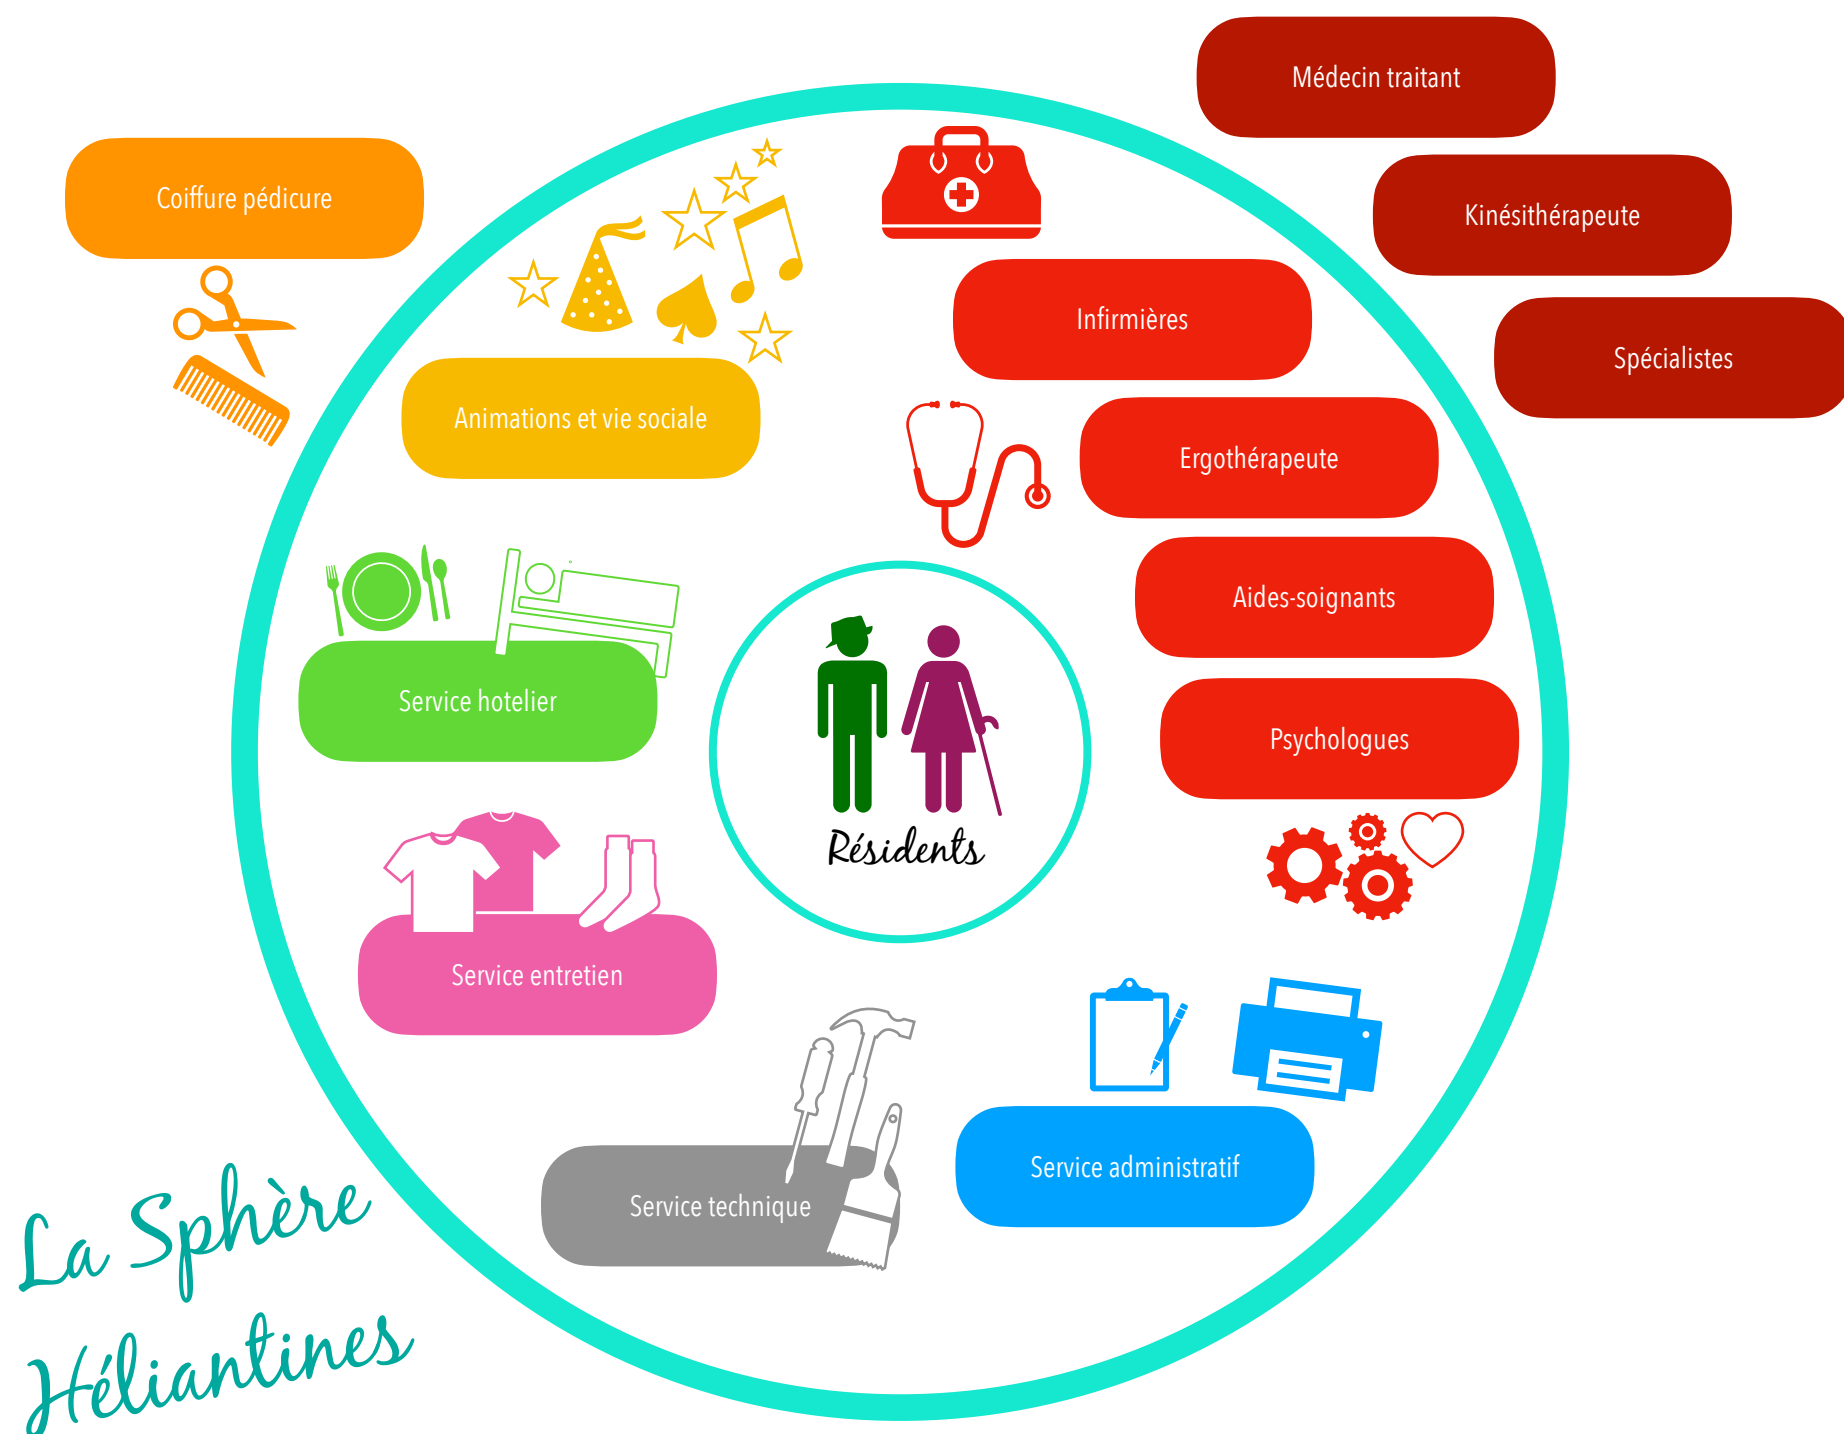 Médecin traitant
Coiffure pédicure
Kinésithérapeute
Infirmières
Spécialistes
Animations et vie sociale
Ergothérapeute
Aides-soignants
Service hotelier
Psychologues
Résidents
Service entretien
Service administratif
Service technique
La Sphère
Héliantines